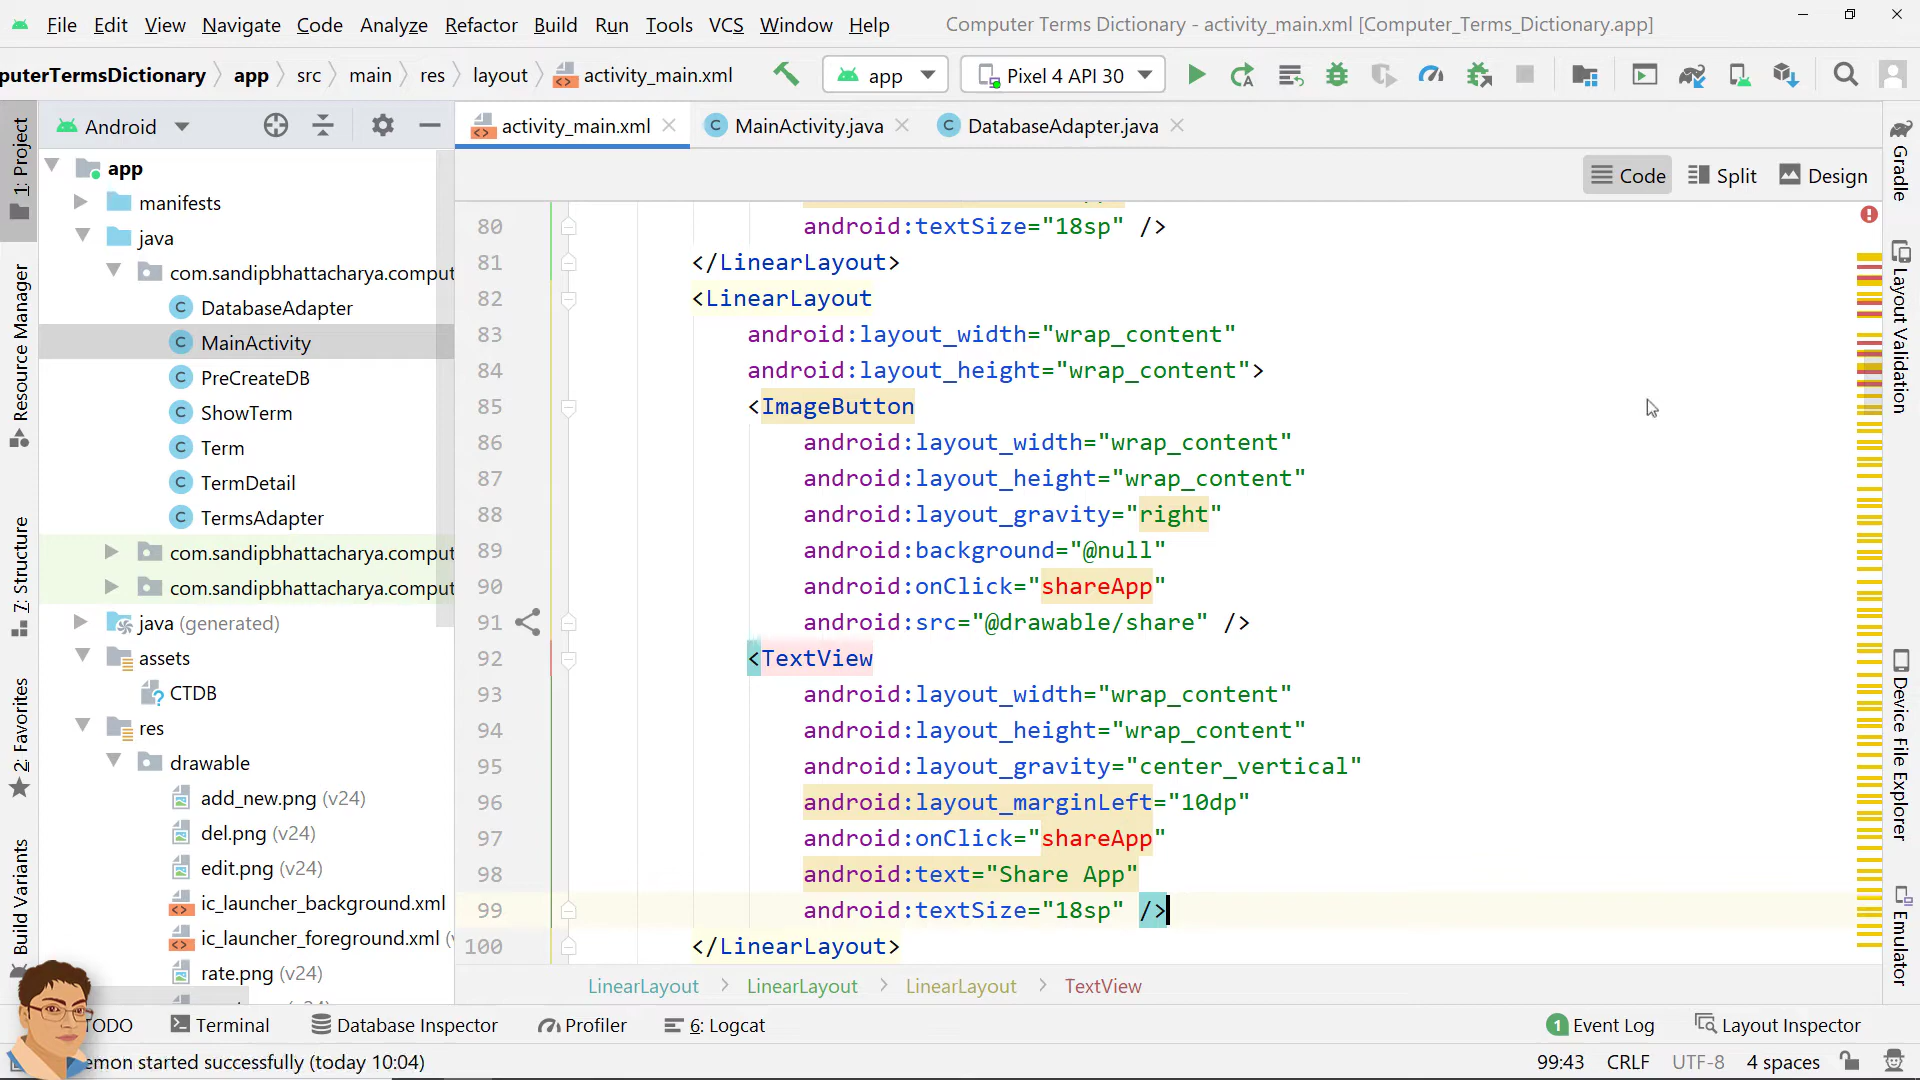 File Edit View Navigate Code Analyze Refactor Build Run Tools VCS Window Help Computer Terms Dictionary - activity_main.xml [Computer_Terms_Dictionary.app]
puterTermsDictionary app src main res layout activity_main.xml app Pixel 4 API 30
Android
activity_main.xml MainActivity.java DatabaseAdapter.java
Code Split Design
1: Project
Resource Manager
7: Structure
2: Favorites
Build Variants
app
manifests
java
com.sandipbhattacharya.comput
DatabaseAdapter
MainActivity
PreCreateDB
ShowTerm
Term
TermDetail
TermsAdapter
com.sandipbhattacharya.comput
com.sandipbhattacharya.comput
java (generated)
assets
CTDB
res
drawable
add_new.png (v24)
del.png (v24)
edit.png (v24)
ic_launcher_background.xml
ic_launcher_foreground.xml (v
rate.png (v24)
80 android:textSize="18sp" />
81 </LinearLayout>
82 <LinearLayout
83 android:layout_width="wrap_content"
84 android:layout_height="wrap_content">
85 <ImageButton
86 android:layout_width="wrap_content"
87 android:layout_height="wrap_content"
88 android:layout_gravity="right"
89 android:background="@null"
90 android:onClick="shareApp"
91 android:src="@drawable/share" />
92 <TextView
93 android:layout_width="wrap_content"
94 android:layout_height="wrap_content"
95 android:layout_gravity="center_vertical"
96 android:layout_marginLeft="10dp"
97 android:onClick="shareApp"
98 android:text="Share App"
99 android:textSize="18sp" />
100 </LinearLayout>
LinearLayout LinearLayout LinearLayout TextView
Gradle
Layout Validation
Device File Explorer
Emulator
TODO Terminal Database Inspector Profiler 6: Logcat 1 Event Log Layout Inspector
emon started successfully (today 10:04) 99:43 CRLF UTF-8 4 spaces